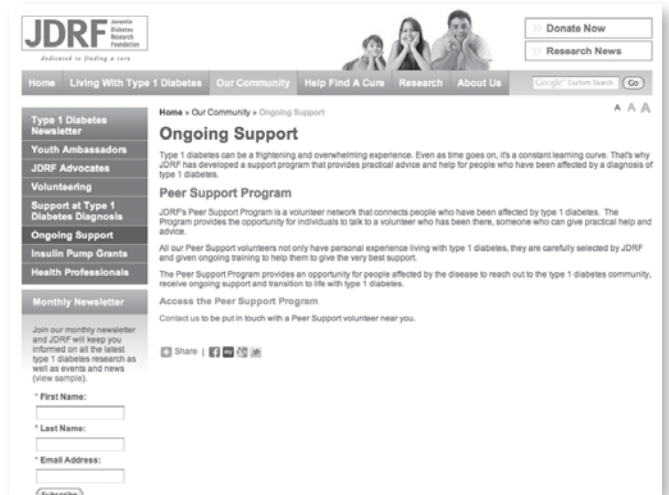 JDRF
Juvenile
Diabetes
Research
Foundation
dedicated to finding a cure
Donate Now
Research News
Home Living With Type 1 Diabetes Our Community Help Find A Cure Research About Us Google™ Custom Search Go
Type 1 Diabetes
Newsletter
Youth Ambassadors
JDRF Advocates
Volunteering
Support at Type 1
Diabetes Diagnosis
Ongoing Support
Insulin Pump Grants
Health Professionals
Monthly Newsletter
Join our monthly newsletter
and JDRF will keep you
informed on all the latest
type 1 diabetes research as
well as events and news
(view sample).
* First Name:
* Last Name:
* Email Address:
Subscribe
Home » Our Community » Ongoing Support
A A A
Ongoing Support
Type 1 diabetes can be a frightening and overwhelming experience. Even as time goes on, it's a constant learning curve. That's why
JDRF has developed a support program that provides practical advice and help for people who have been affected by a diagnosis of
type 1 diabetes.
Peer Support Program
JDRF's Peer Support Program is a volunteer network that connects people who have been affected by type 1 diabetes. The
Program provides the opportunity for individuals to talk to a volunteer who has been there, someone who can give practical help and
advice.
All our Peer Support volunteers not only have personal experience living with type 1 diabetes, they are carefully selected by JDRF
and given ongoing training to help them to give the very best support.
The Peer Support Program provides an opportunity for people affected by the disease to reach out to the type 1 diabetes community,
receive ongoing support and transition to life with type 1 diabetes.
Access the Peer Support Program
Contact us to be put in touch with a Peer Support volunteer near you.
Share |